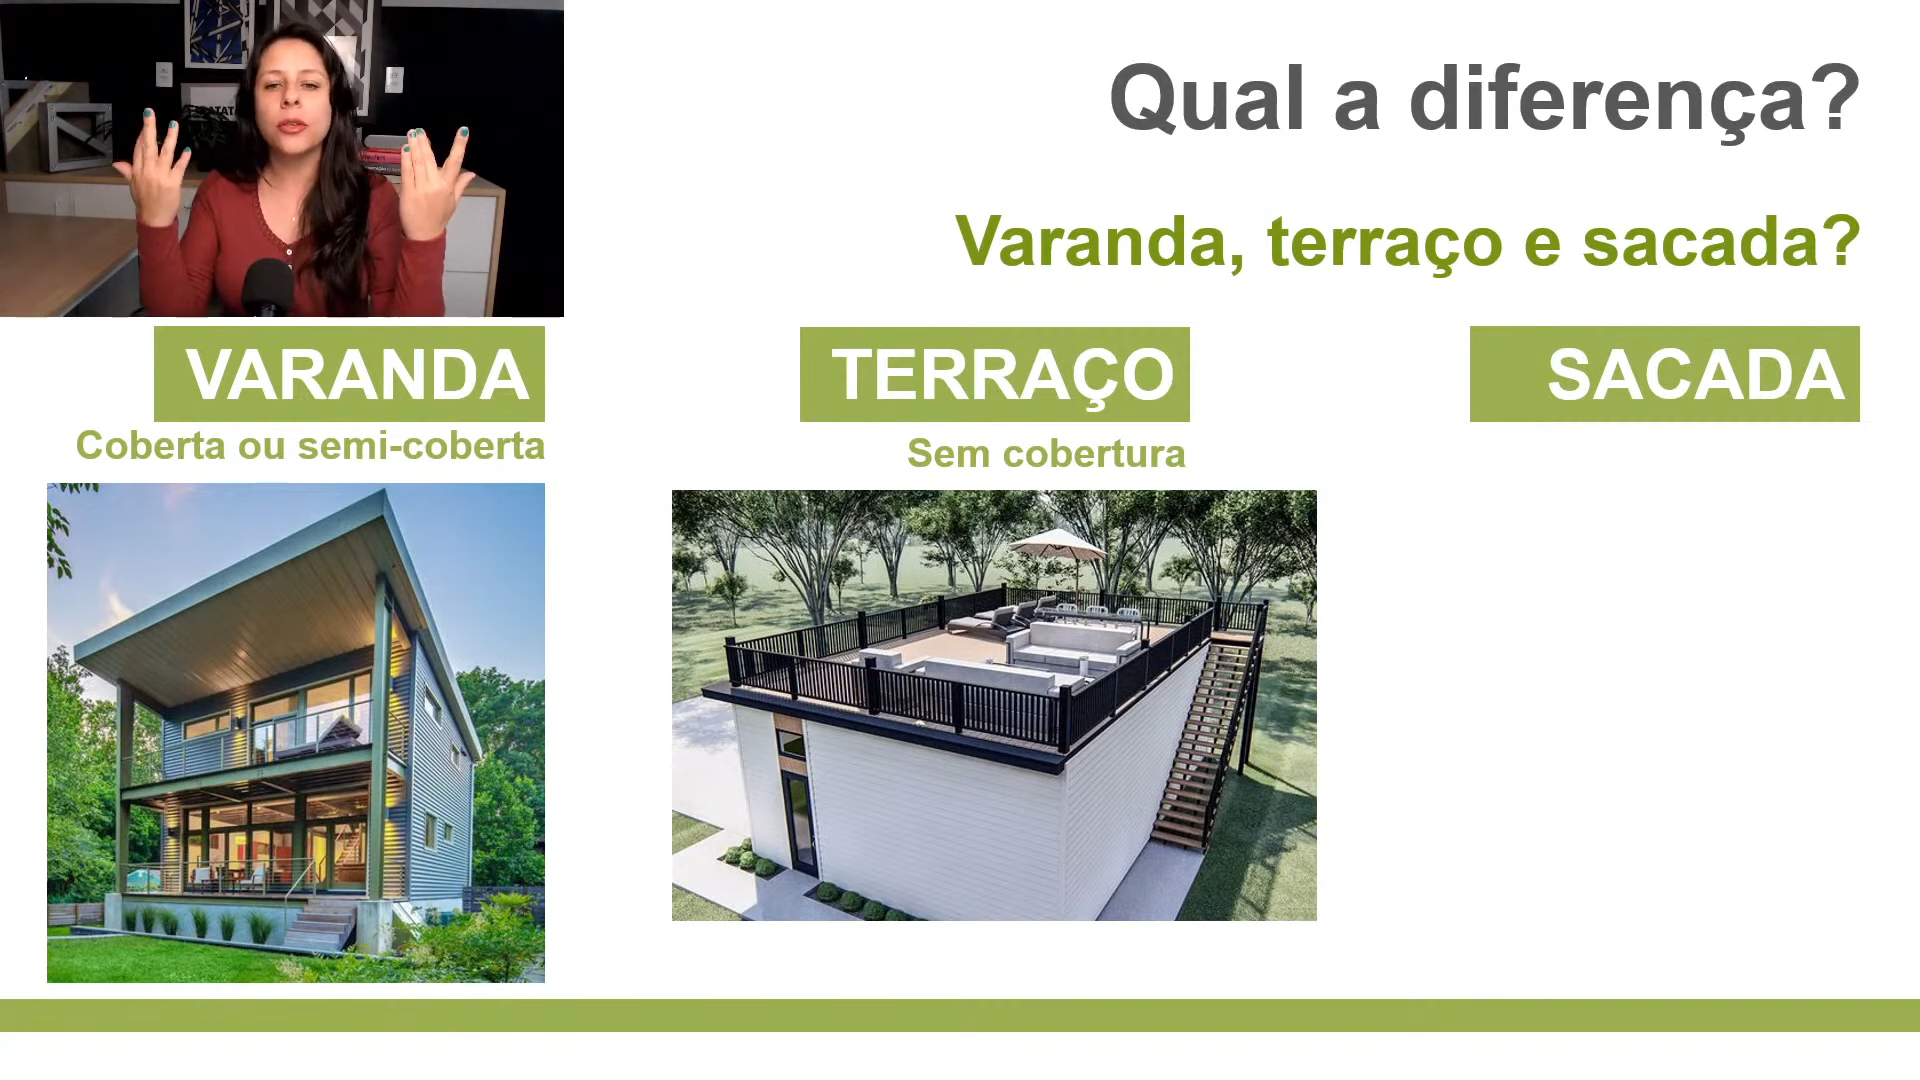 Qual a diferença?
Varanda, terraço e sacada?
VARANDA
Coberta ou semi-coberta
TERRAÇO
Sem cobertura
SACADA